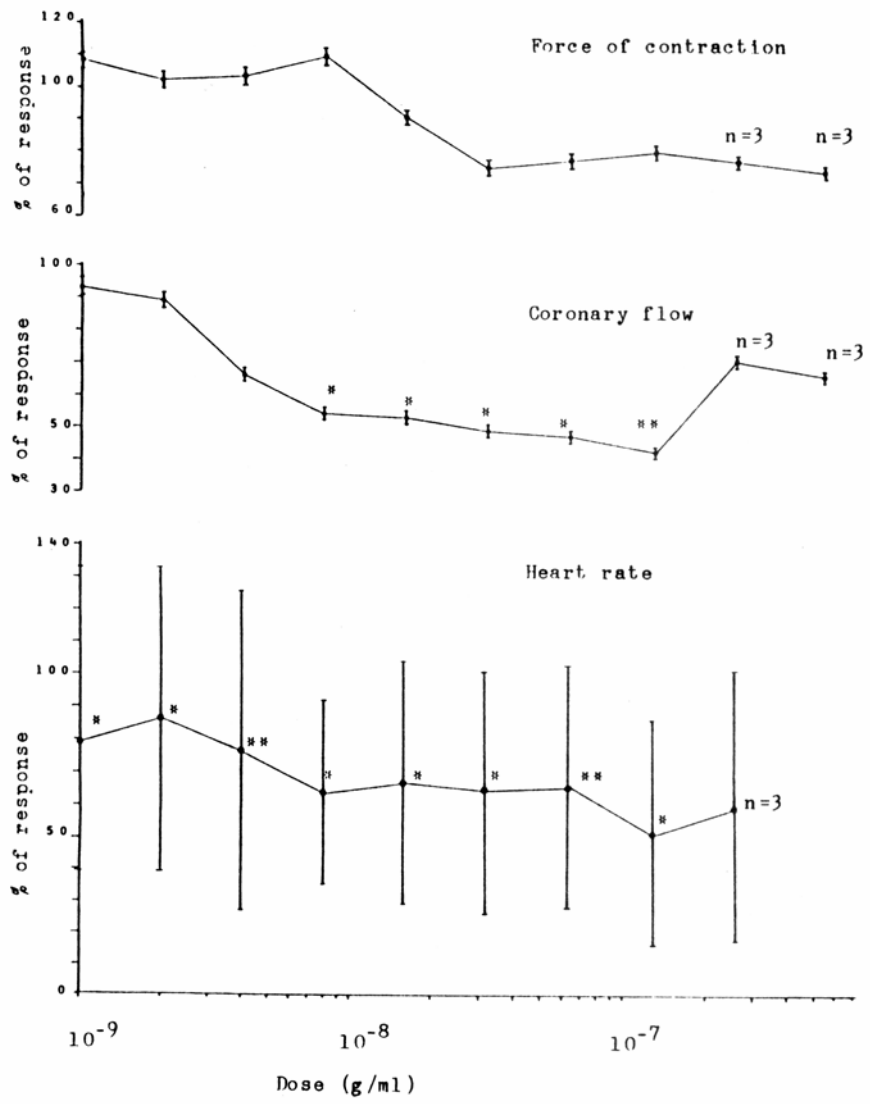 120
Force of contraction
100
n=3
n=3
60
% of response
100
Coronary flow
n=3
n=3
*
*
*
*
**
50
30
% of response
140
Heart rate
100
*
*
**
*
*
*
**
*
n=3
50
0
% of response
10-9
10-8
10-7
Dose (g/ml)